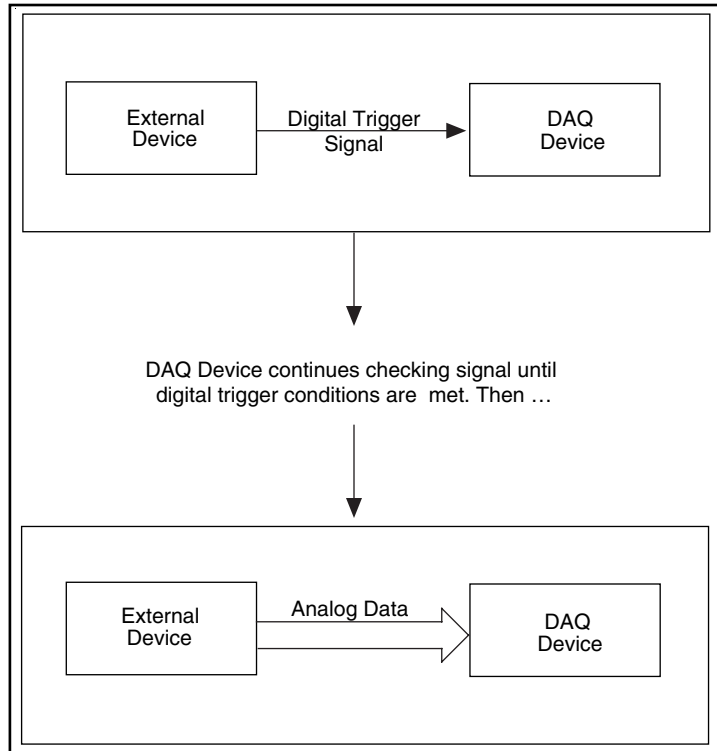 External
Device
Digital Trigger
Signal
DAQ
Device
DAQ Device continues checking signal until
digital trigger conditions are met. Then …
External
Device
Analog Data
DAQ
Device